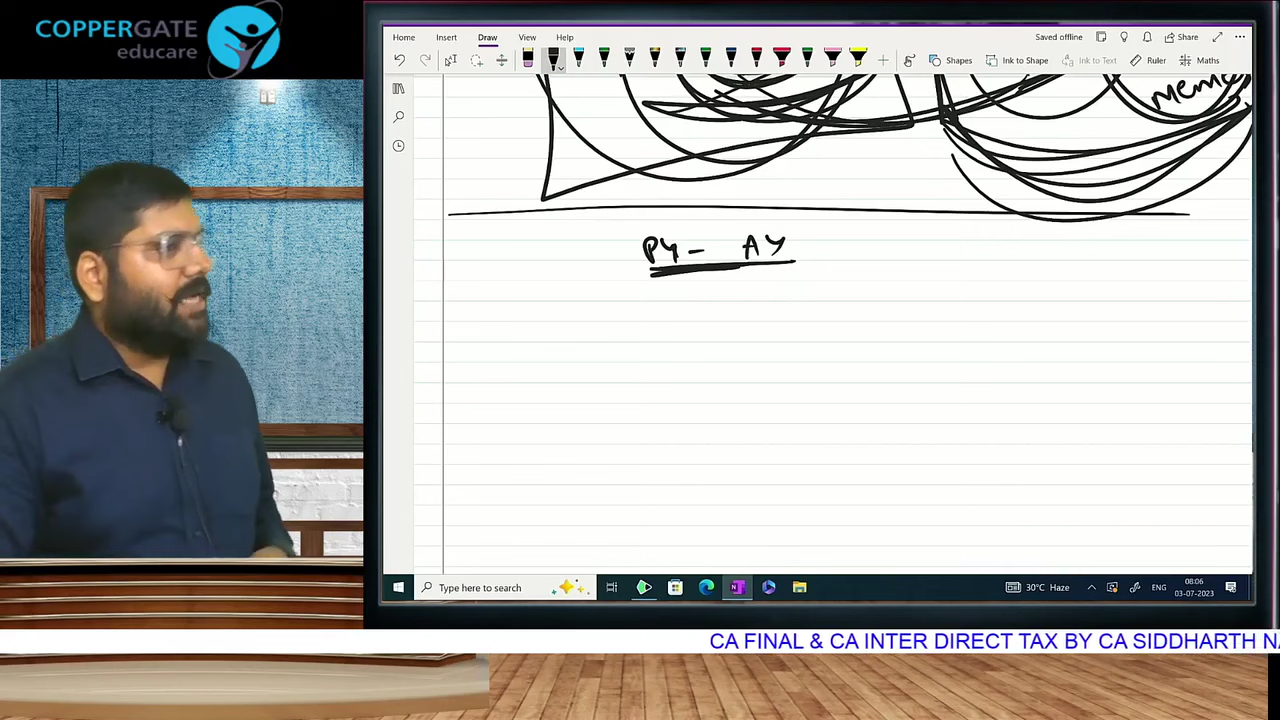 COPPERGATE
educare
Home Insert Draw View Help
Saved offline
Share
Shapes Ink to Shape Ink to Text Ruler Maths
Memo
PY - AY
Type here to search
30°C Haze
ENG
08:06
03-07-2023
CA FINAL & CA INTER DIRECT TAX BY CA SIDDHARTH